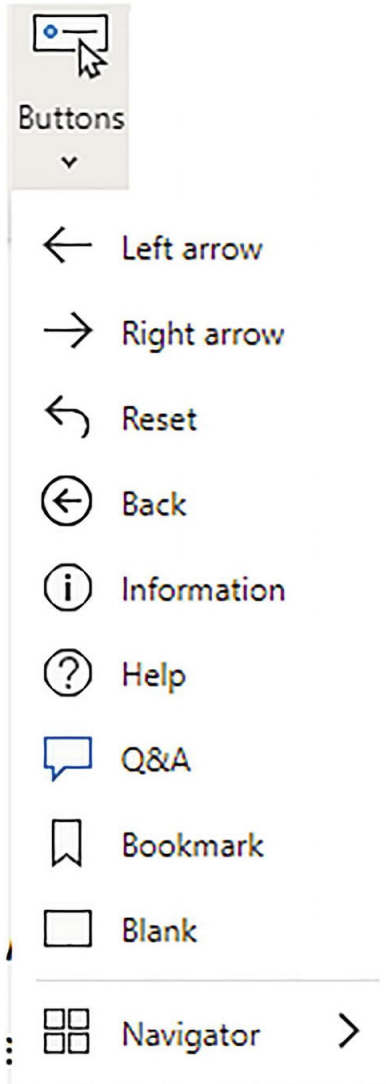 Buttons
Left arrow
Right arrow
Reset
Back
Information
Help
Q&A
Bookmark
Blank
Navigator